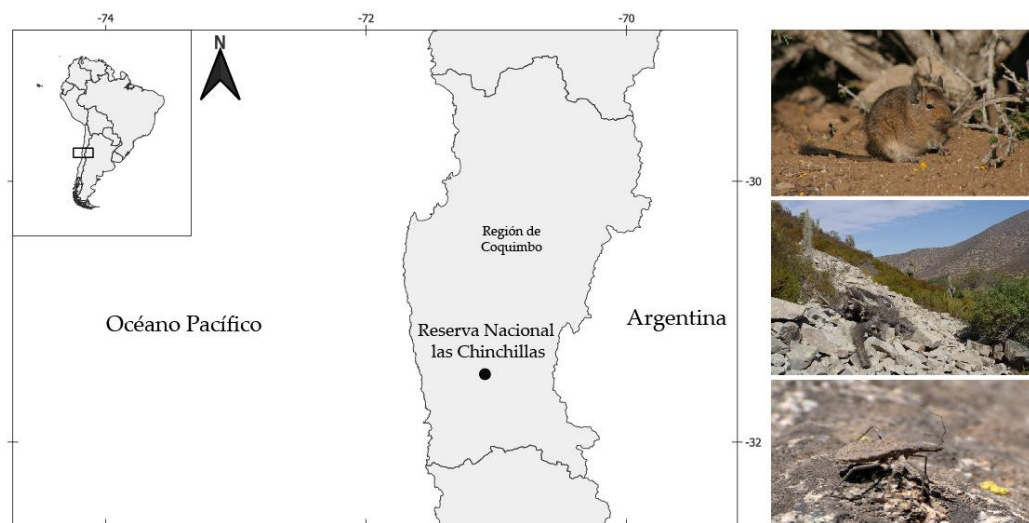 -74
-72
-70
N
-30
Región de
Coquimbo
Océano Pacífico
Argentina
Reserva Nacional
las Chinchillas
-32